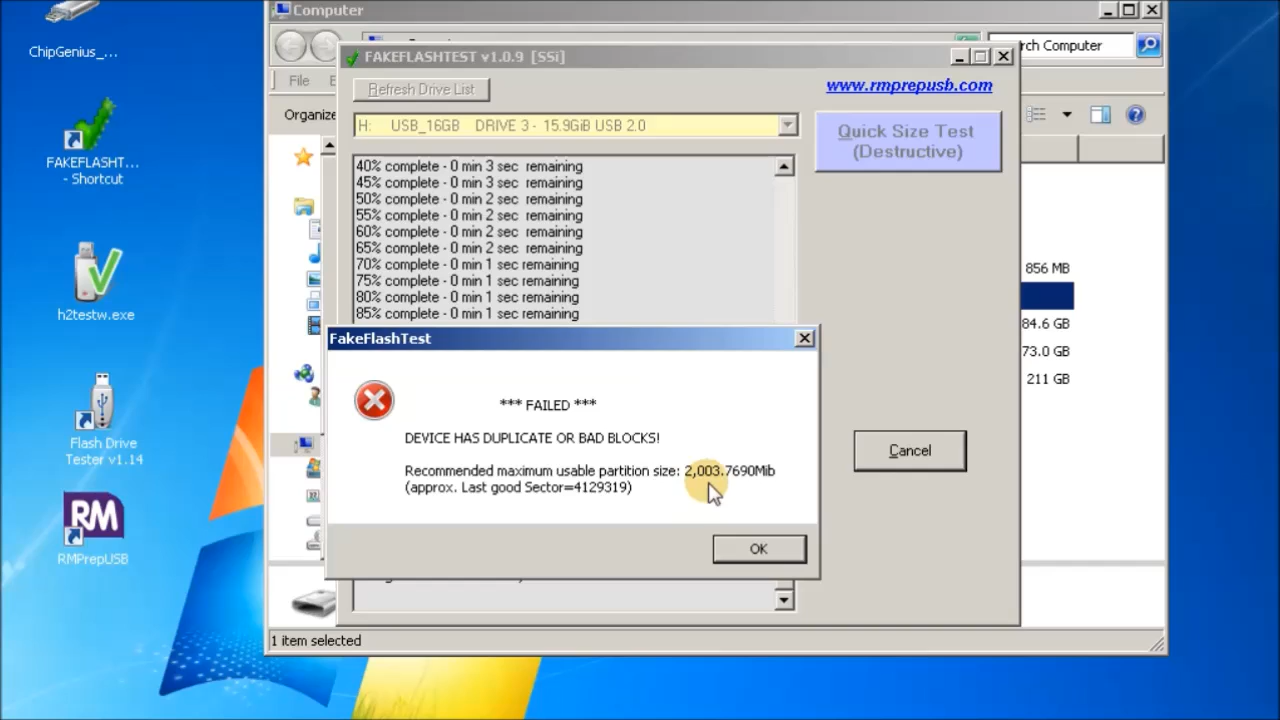 Computer
ChipGenius_...
FAKEFLASHTEST v1.0.9 [SSi]
rch Computer
File
Refresh Drive List
www.rmprepusb.com
Organize
H: USB_16GB DRIVE 3 - 15.9GiB USB 2.0
Quick Size Test
(Destructive)
FAKEFLASHT...
- Shortcut
40% complete - 0 min 3 sec remaining
45% complete - 0 min 3 sec remaining
50% complete - 0 min 2 sec remaining
55% complete - 0 min 2 sec remaining
60% complete - 0 min 2 sec remaining
65% complete - 0 min 2 sec remaining
70% complete - 0 min 1 sec remaining
75% complete - 0 min 1 sec remaining
80% complete - 0 min 1 sec remaining
85% complete - 0 min 1 sec remaining
856 MB
84.6 GB
73.0 GB
211 GB
h2testw.exe
FakeFlashTest
*** FAILED ***
DEVICE HAS DUPLICATE OR BAD BLOCKS!
Recommended maximum usable partition size: 2,003.7690Mib
(approx. Last good Sector=4129319)
OK
Cancel
Flash Drive
Tester v1.14
RM
RMPrepUSB
1 item selected